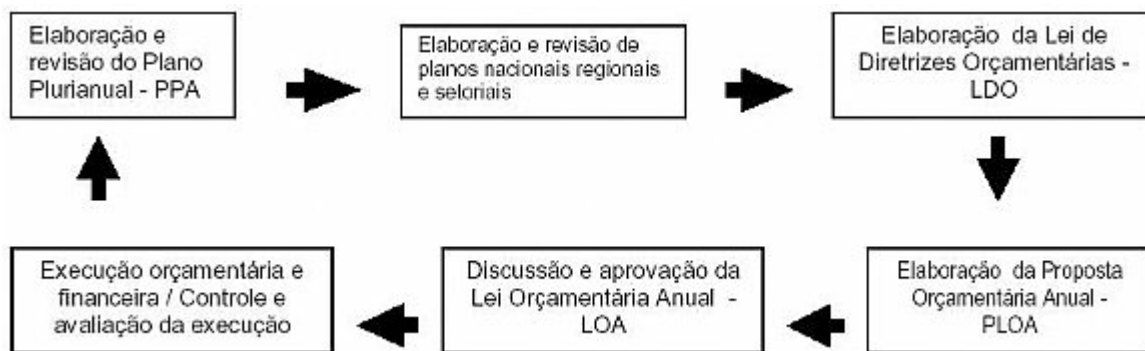 Elaboração e
revisão do Plano
Plurianual - PPA
Elaboração e revisão de
planos nacionais regionais
e setoriais
Elaboração da Lei de
Diretrizes Orçamentárias -
LDO
Elaboração da Proposta
Orçamentária Anual -
PLOA
Discussão e aprovação da
Lei Orçamentária Anual -
LOA
Execução orçamentária e
financeira / Controle e
avaliação da execução